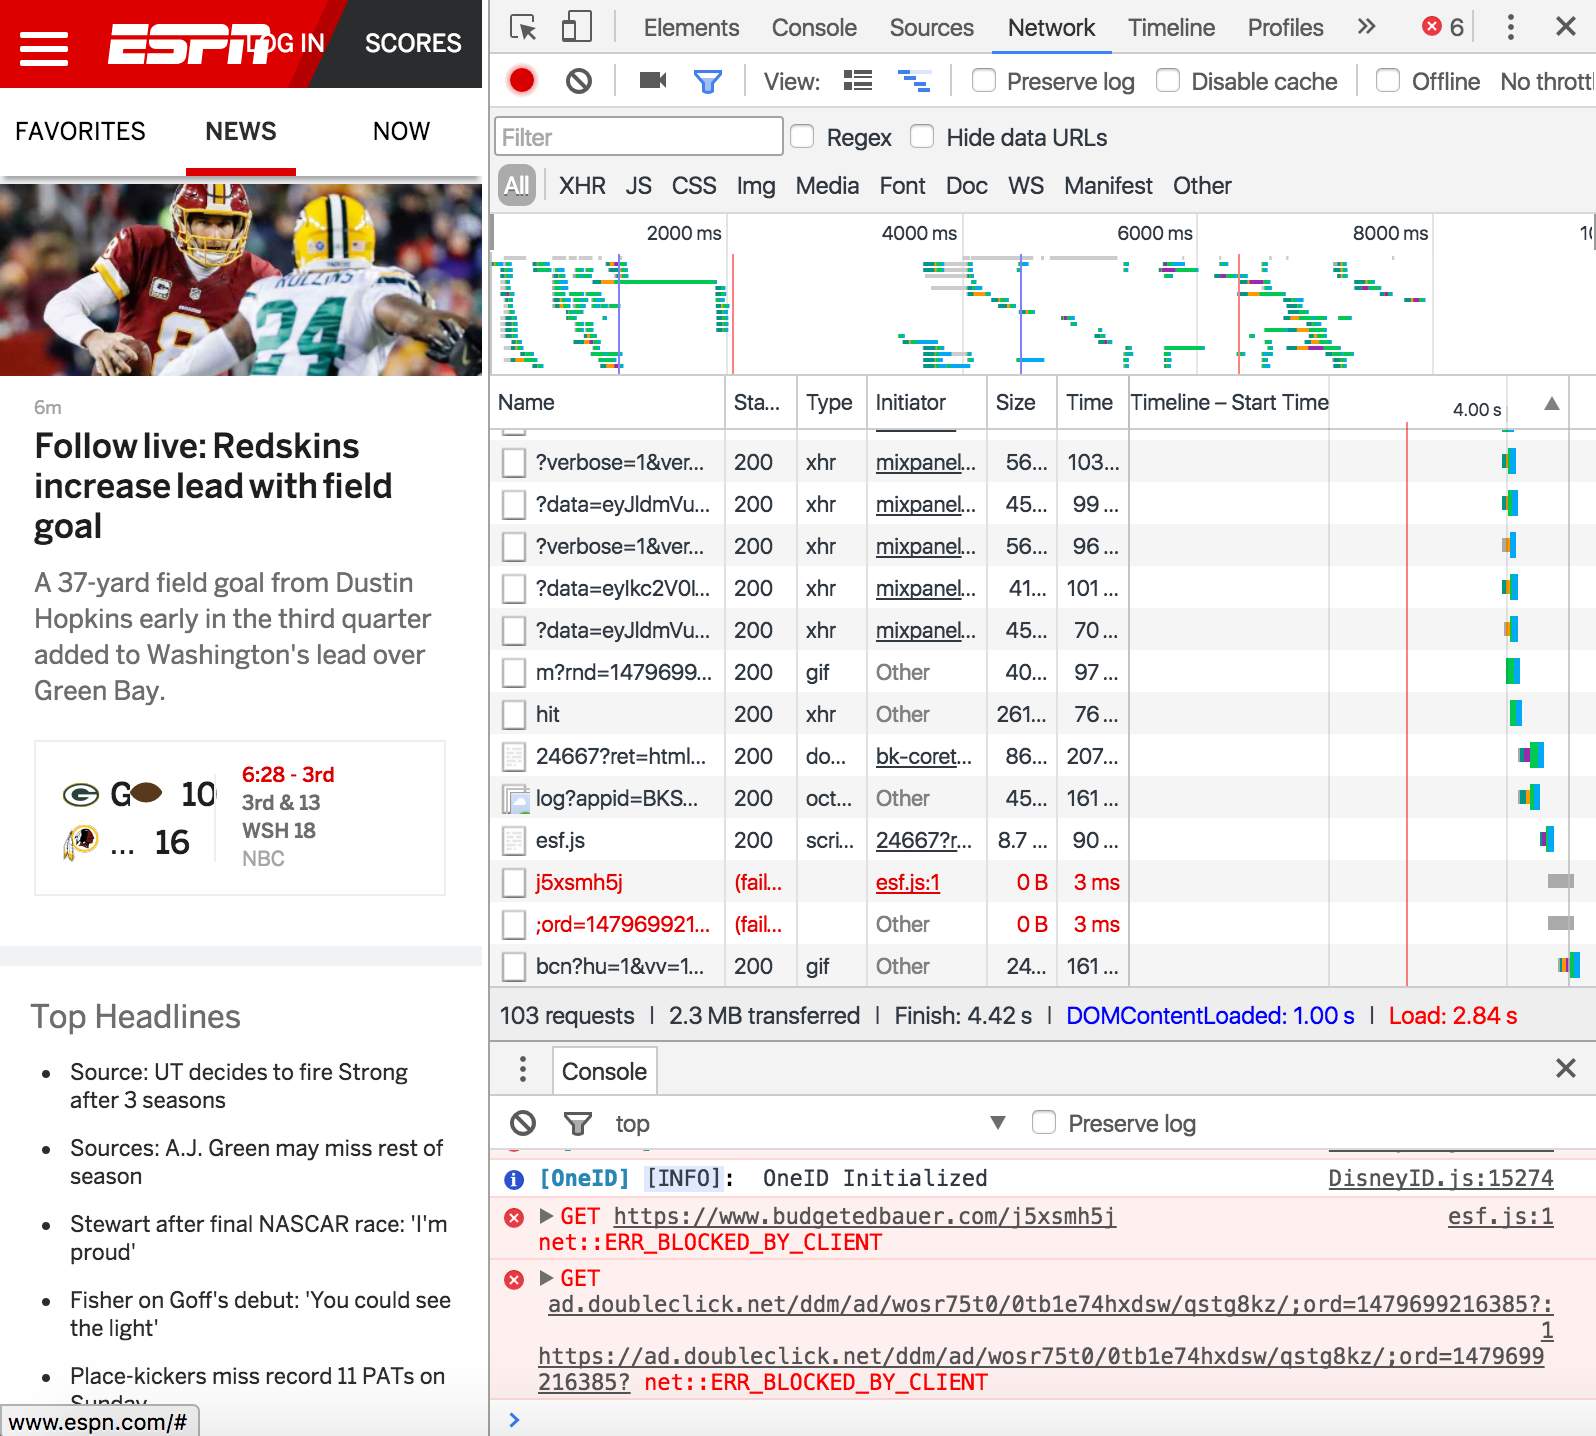 ESPN LOG IN SCORES
FAVORITES NEWS NOW
6m
Follow live: Redskins
increase lead with field
goal
A 37-yard field goal from Dustin
Hopkins early in the third quarter
added to Washington's lead over
Green Bay.
G 10
... 16
6:28 - 3rd
3rd & 13
WSH 18
NBC
Top Headlines
• Source: UT decides to fire Strong
after 3 seasons
• Sources: A.J. Green may miss rest of
season
• Stewart after final NASCAR race: 'I'm
proud'
• Fisher on Goff's debut: 'You could see
the light'
• Place-kickers miss record 11 PATs on
Sunday
www.espn.com/#
Elements Console Sources Network Timeline Profiles » 6
View: Preserve log Disable cache Offline No thrott
Filter Regex Hide data URLs
All XHR JS CSS Img Media Font Doc WS Manifest Other
2000 ms 4000 ms 6000 ms 8000 ms
Name Sta... Type Initiator Size Time Timeline – Start Time 4.00 s
?verbose=1&ver... 200 xhr mixpanel... 56... 103...
?data=eyJldmVu... 200 xhr mixpanel... 45... 99 ...
?verbose=1&ver... 200 xhr mixpanel... 56... 96 ...
?data=eyIkc2V0I... 200 xhr mixpanel... 41... 101 ...
?data=eyJldmVu... 200 xhr mixpanel... 45... 70 ...
m?rnd=1479699... 200 gif Other 40... 97 ...
hit 200 xhr Other 261... 76 ...
24667?ret=html... 200 do... bk-coret... 86... 207...
log?appid=BKS... 200 oct... Other 45... 161 ...
esf.js 200 scri... 24667?r... 8.7 ... 90 ...
j5xsmh5j (fail... esf.js:1 0 B 3 ms
;ord=147969921... (fail... Other 0 B 3 ms
bcn?hu=1&vv=1... 200 gif Other 24... 161 ...
103 requests | 2.3 MB transferred | Finish: 4.42 s | DOMContentLoaded: 1.00 s | Load: 2.84 s
Console
top Preserve log
[OneID] [INFO]: OneID Initialized DisneyID.js:15274
GET https://www.budgetedbauer.com/j5xsmh5j esf.js:1
net::ERR_BLOCKED_BY_CLIENT
GET
ad.doubleclick.net/ddm/ad/wosr75t0/0tb1e74hxdsw/qstg8kz/;ord=1479699216385?:
1
https://ad.doubleclick.net/ddm/ad/wosr75t0/0tb1e74hxdsw/qstg8kz/;ord=1479699
216385? net::ERR_BLOCKED_BY_CLIENT